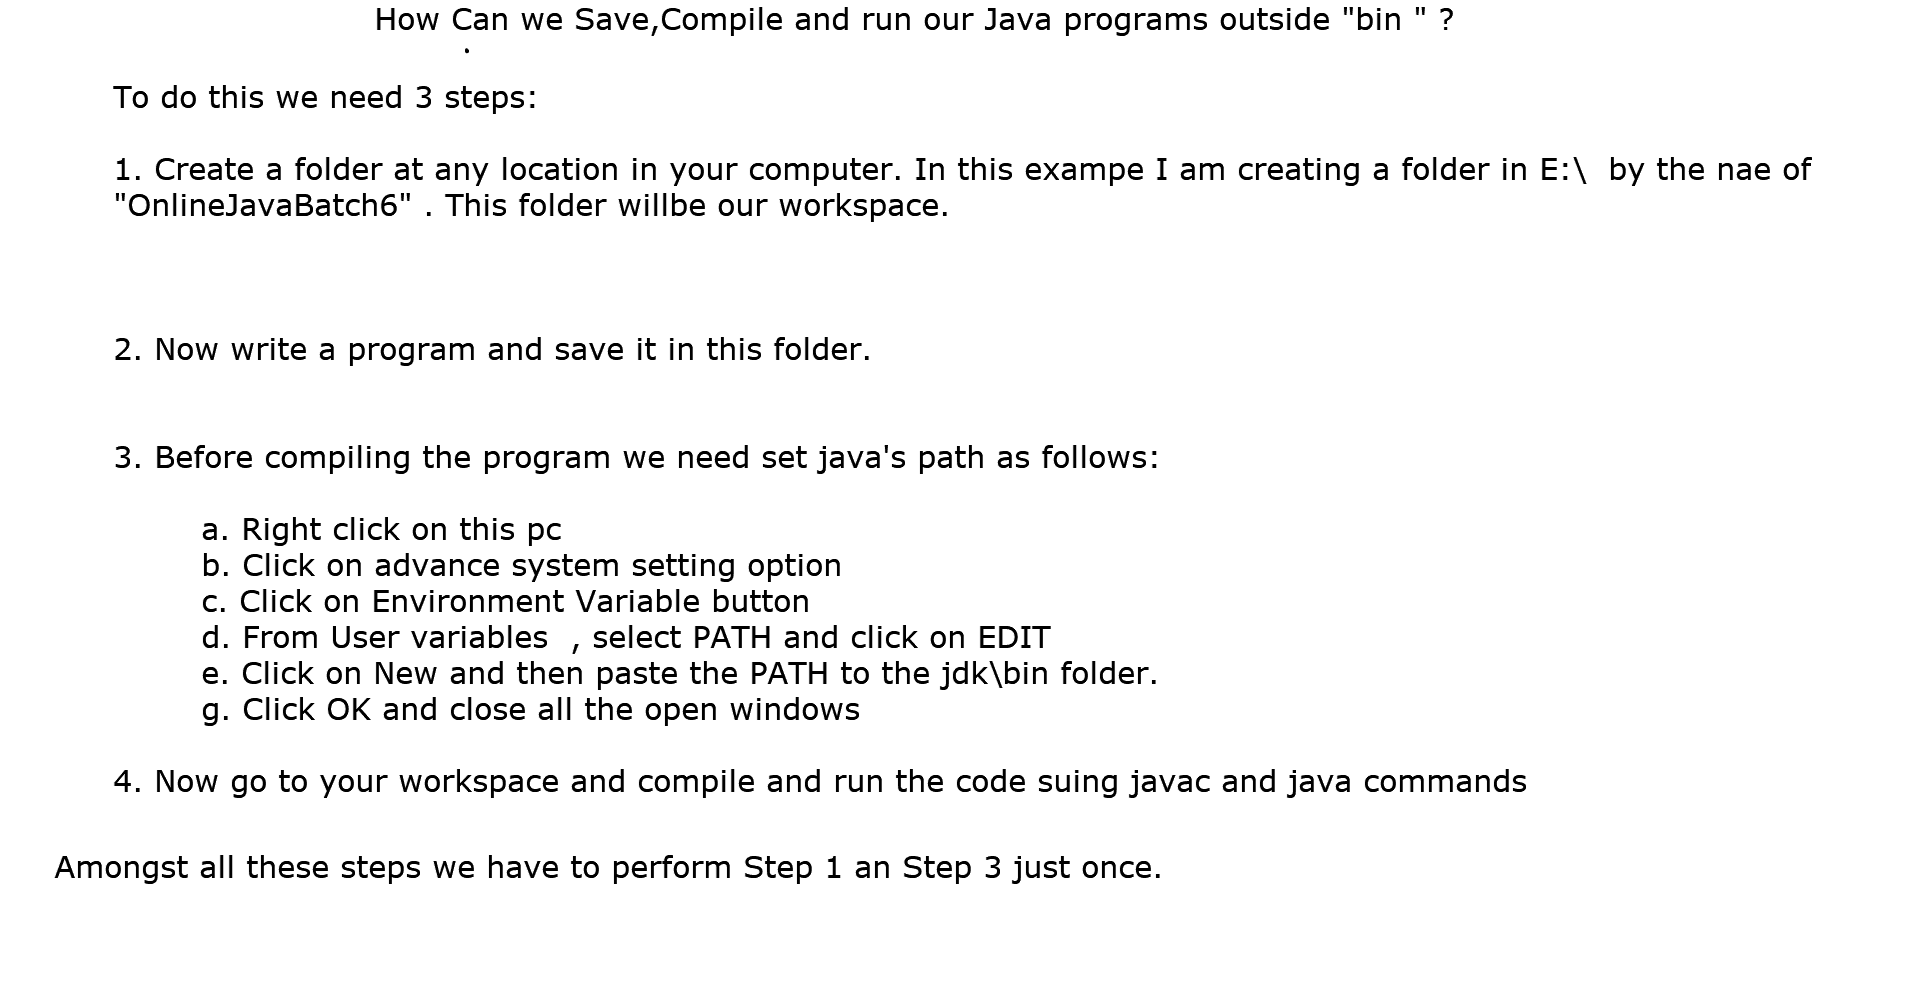 How Can we Save,Compile and run our Java programs outside "bin " ?
.
To do this we need 3 steps:
1. Create a folder at any location in your computer. In this exampe I am creating a folder in E:\  by the nae of
"OnlineJavaBatch6" . This folder willbe our workspace.
2. Now write a program and save it in this folder.
3. Before compiling the program we need set java's path as follows:
a. Right click on this pc
b. Click on advance system setting option
c. Click on Environment Variable button
d. From User variables  , select PATH and click on EDIT
e. Click on New and then paste the PATH to the jdk\bin folder.
g. Click OK and close all the open windows
4. Now go to your workspace and compile and run the code suing javac and java commands
Amongst all these steps we have to perform Step 1 an Step 3 just once.